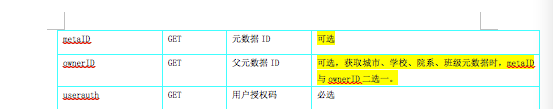 metaID GET 元数据 ID 可选
ownerID GET 父元数据 ID 可选，获取城市、学校、院系、班级元数据时，metaID
与 ownerID 二选一。
userauth GET 用户授权码 必选